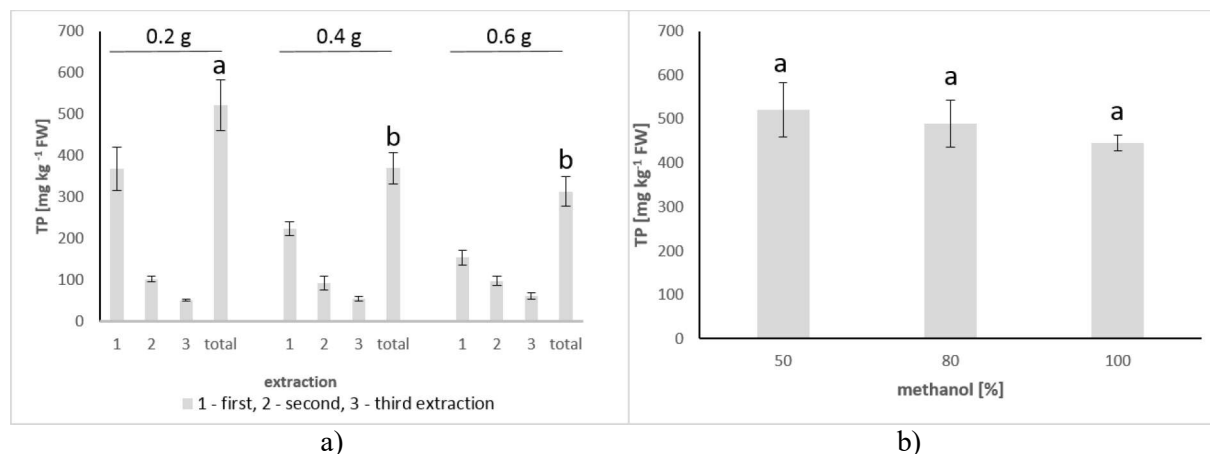 700
600
500
400
300
200
100
0
TP [mg kg⁻¹ FW]
0.2 g
0.4 g
0.6 g
a
b
b
1 2 3 total 1 2 3 total 1 2 3 total
extraction
1 - first, 2 - second, 3 - third extraction
a)
700
600
500
400
300
200
100
0
TP [mg kg⁻¹ FW]
a
a
a
50 80 100
methanol [%]
b)